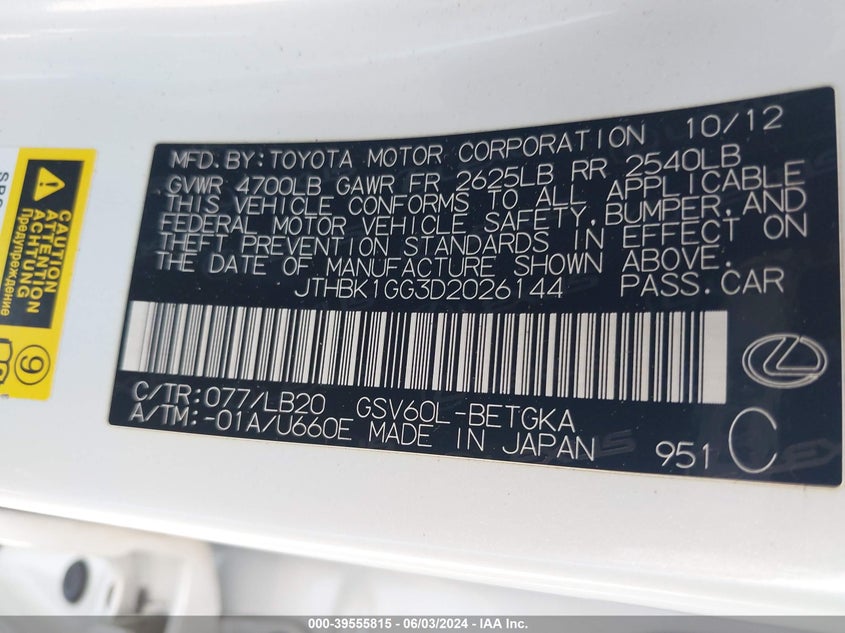 MFD.BY:TOYOTA MOTOR CORPORATION 10/12
GVWR 4700LB GAWR FR 2625LB RR 2540LB
THIS VEHICLE CONFORMS TO ALL APPLICABLE
FEDERAL MOTOR VEHICLE SAFETY,BUMPER,AND
THEFT PREVENTION STANDARDS IN EFFECT ON
THE DATE OF MANUFACTURE SHOWN ABOVE.
JTHBK1GG3D2026144 PASS.CAR
C/TR:077/LB20 GSV60L-BETGKA
A/TM:-01A/U660E MADE IN JAPAN
951 C
CAUTION
ATTENTION
ACHTUNG
Предупреждение
9
000-39555815 - 06/03/2024 - IAA Inc.